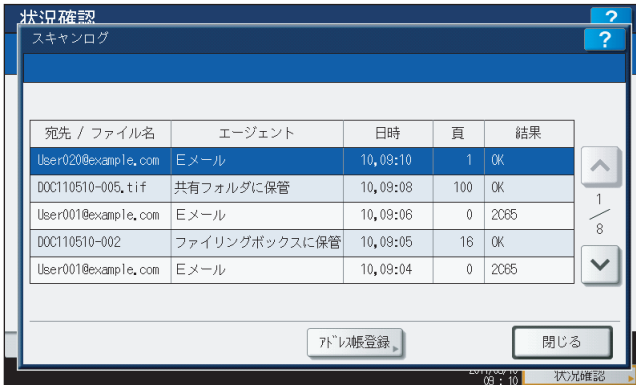 状況確認 ?
スキャンログ ?
宛先 / ファイル名 エージェント 日時 頁 結果
User020@example.com Eメール 10,09:10 1 OK
DOC110510-005.tif 共有フォルダに保管 10,09:08 100 OK
User001@example.com Eメール 10,09:06 0 2C65
DOC110510-002 ファイリングボックスに保管 10,09:05 16 OK
User001@example.com Eメール 10,09:04 0 2C65
1
/
8
ｱﾄﾞﾚｽ帳登録 閉じる
09 : 10 状況確認